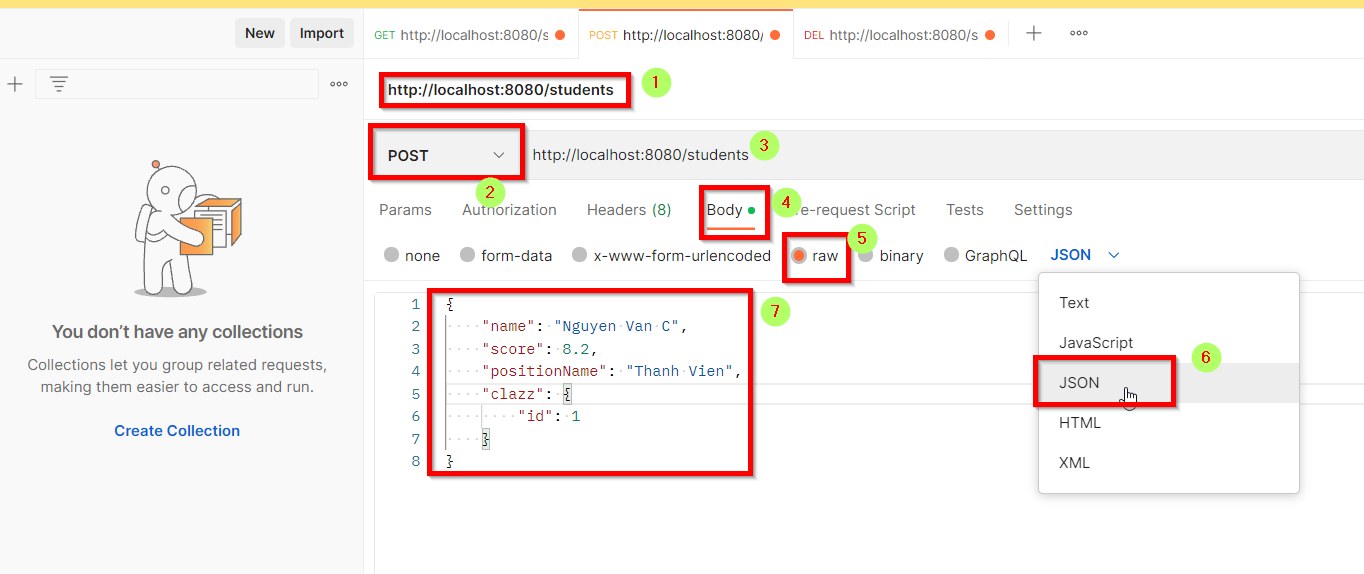 New Import
GET http://localhost:8080/s POST http://localhost:8080/ DEL http://localhost:8080/s
http://localhost:8080/students 1
POST http://localhost:8080/students 3
2
Params Authorization Headers (8) Body 4 re-request Script Tests Settings
none form-data x-www-form-urlencoded raw 5 binary GraphQL JSON
1 {
2 "name": "Nguyen Van C",
3 "score": 8.2,
4 "positionName": "Thanh Vien",
5 "clazz": {
6 "id": 1
7 }
8 }
7
Text
JavaScript
JSON 6
HTML
XML
You don't have any collections
Collections let you group related requests,
making them easier to access and run.
Create Collection